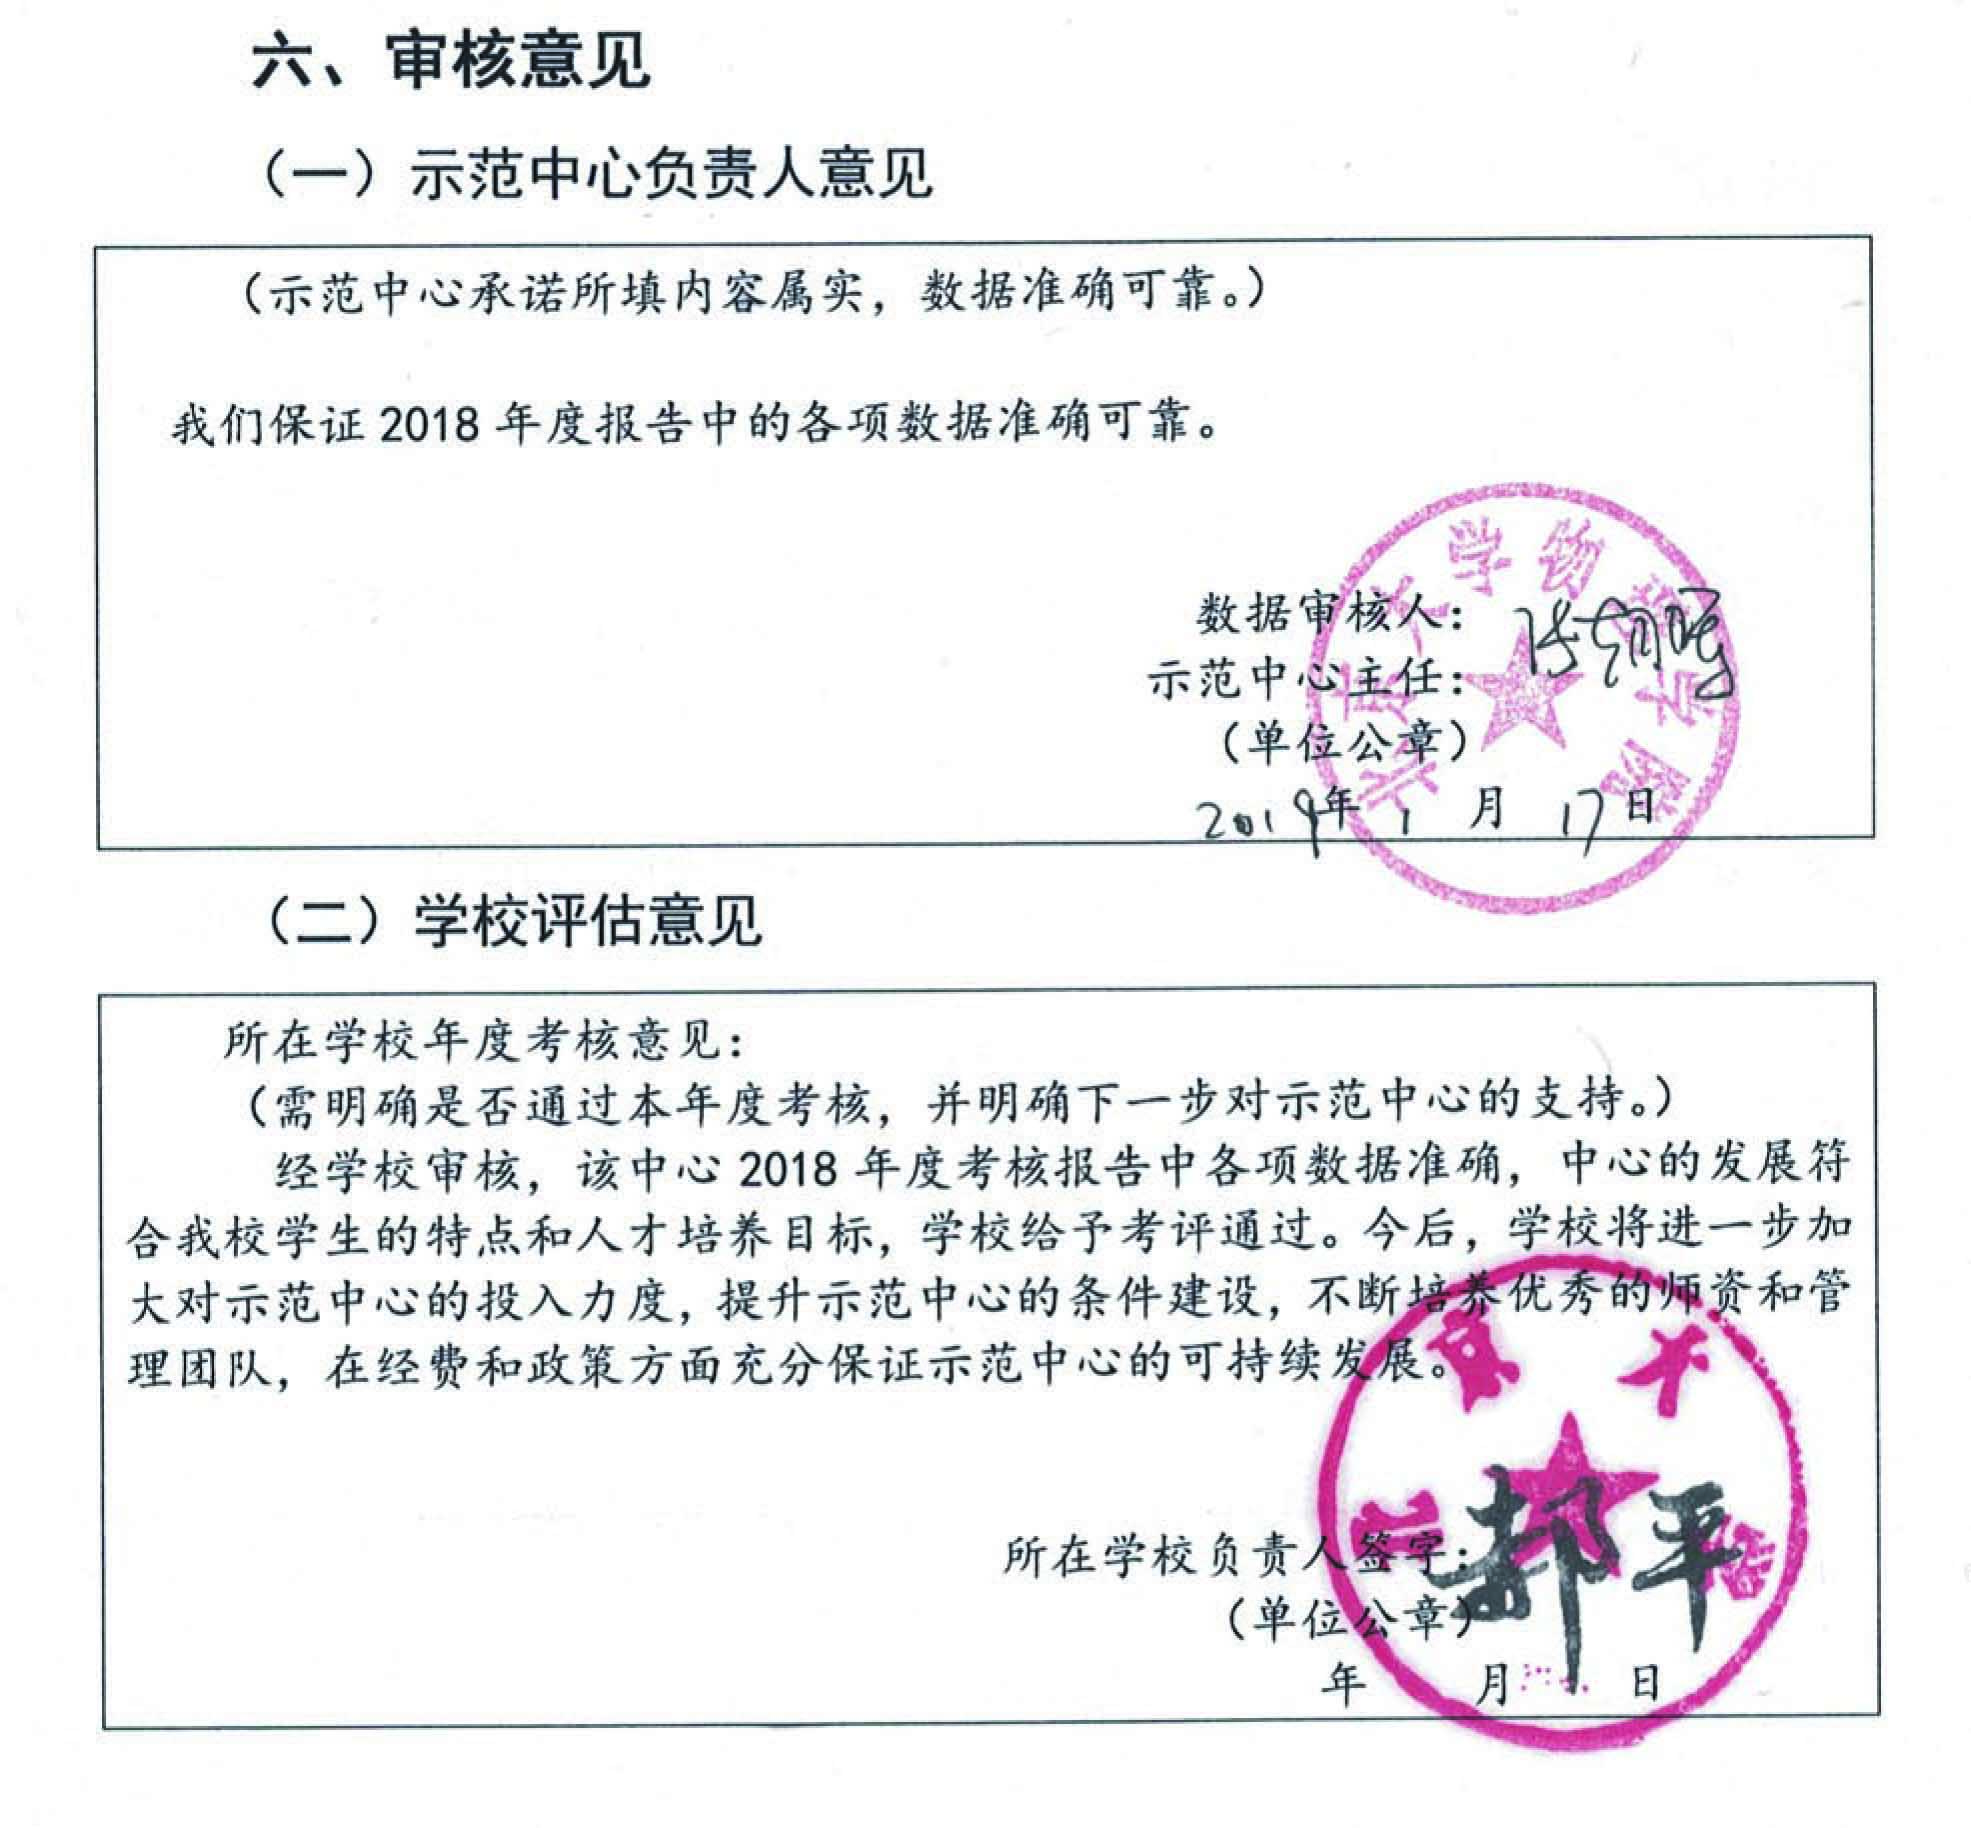 六、审核意见
（一）示范中心负责人意见
（示范中心承诺所填内容属实，数据准确可靠。）
我们保证 2018 年度报告中的各项数据准确可靠。
数据审核人：
示范中心主任：
（单位公章）
2019年 1 月 17日
北京大学物理学院
（二）学校评估意见
所在学校年度考核意见：
（需明确是否通过本年度考核，并明确下一步对示范中心的支持。）
经学校审核，该中心 2018 年度考核报告中各项数据准确，中心的发展符
合我校学生的特点和人才培养目标，学校给予考评通过。今后，学校将进一步加
大对示范中心的投入力度，提升示范中心的条件建设，不断培养优秀的师资和管
理团队，在经费和政策方面充分保证示范中心的可持续发展。
所在学校负责人签字：郝平
（单位公章）
年 月 日